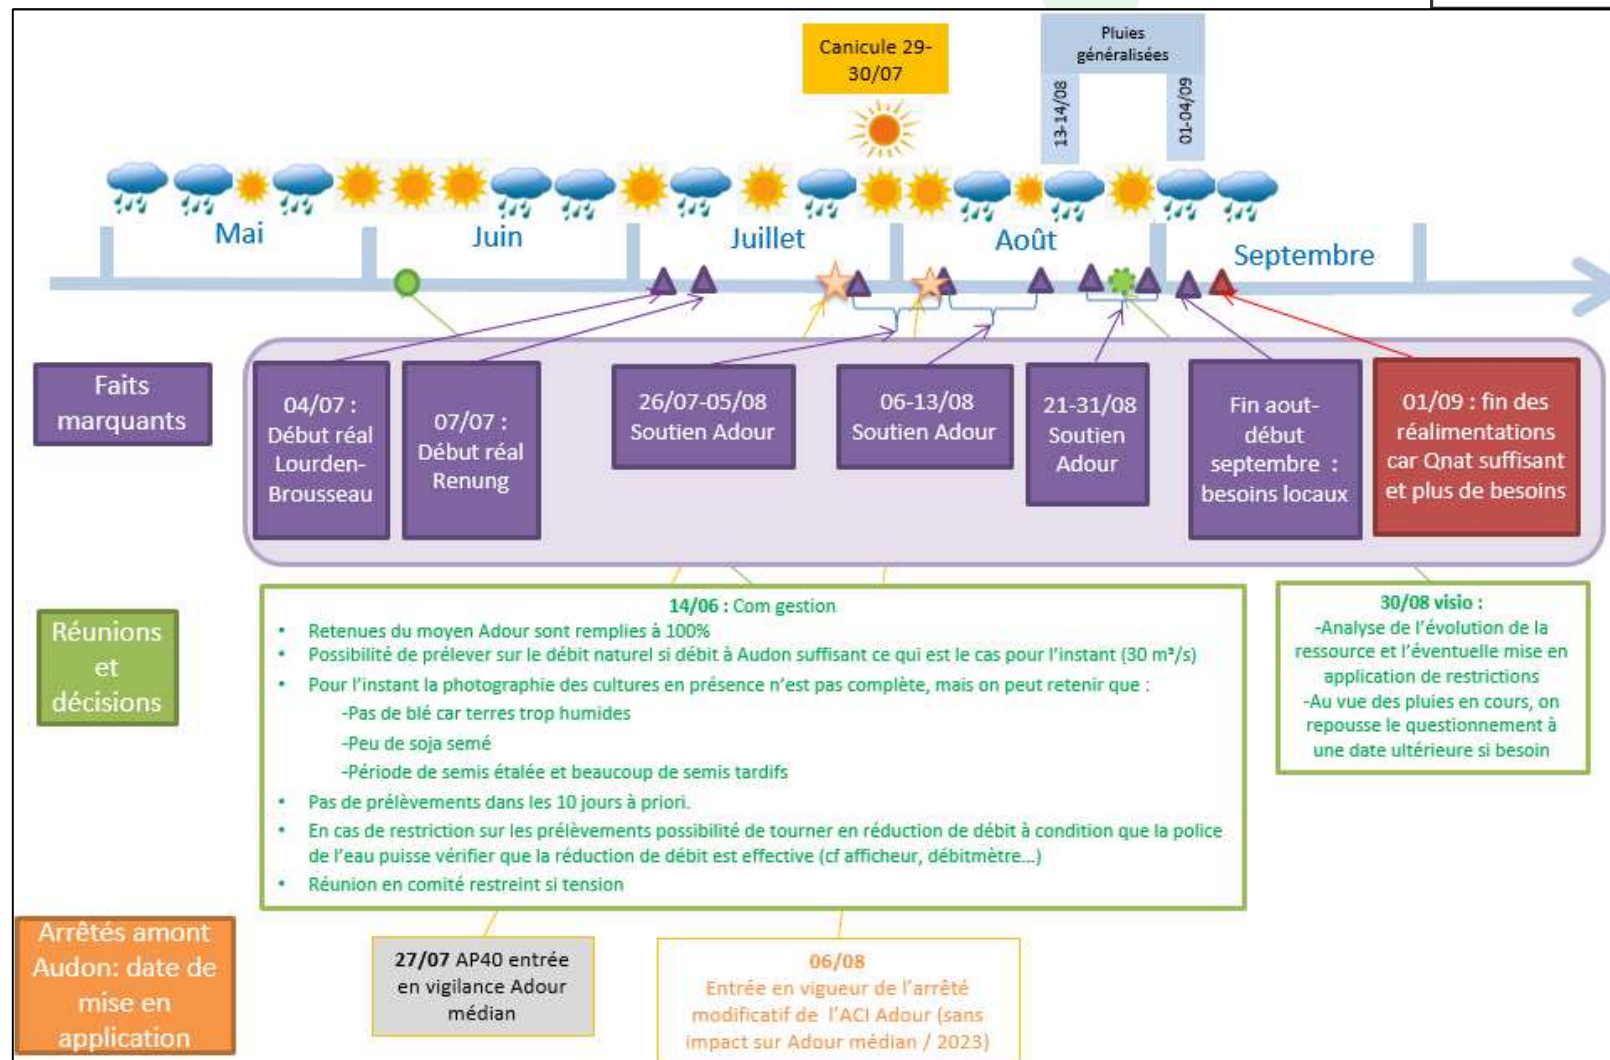 Canicule 29-
30/07
Pluies
généralisées
13-14/08
01-04/09
Mai
Juin
Juillet
Août
Septembre
Faits
marquants
04/07 :
Début réal
Lourden-
Brousseau
07/07 :
Début réal
Renung
26/07-05/08
Soutien Adour
06-13/08
Soutien Adour
21-31/08
Soutien
Adour
Fin aout-
début
septembre :
besoins locaux
01/09 : fin des
réalimentations
car Qnat suffisant
et plus de besoins
Réunions
et
décisions
14/06 : Com gestion
• Retenues du moyen Adour sont remplies à 100%
• Possibilité de prélever sur le débit naturel si débit à Audon suffisant ce qui est le cas pour l'instant (30 m³/s)
• Pour l'instant la photographie des cultures en présence n'est pas complète, mais on peut retenir que :
-Pas de blé car terres trop humides
-Peu de soja semé
-Période de semis étalée et beaucoup de semis tardifs
• Pas de prélèvements dans les 10 jours à priori.
• En cas de restriction sur les prélèvements possibilité de tourner en réduction de débit à condition que la police
de l'eau puisse vérifier que la réduction de débit est effective (cf afficheur, débitmètre...)
• Réunion en comité restreint si tension
30/08 visio :
-Analyse de l'évolution de la
ressource et l'éventuelle mise en
application de restrictions
-Au vue des pluies en cours, on
repousse le questionnement à
une date ultérieure si besoin
Arrêtés amont
Audon: date de
mise en
application
27/07 AP40 entrée
en vigilance Adour
médian
06/08
Entrée en vigueur de l'arrêté
modificatif de l'ACI Adour (sans
impact sur Adour médian / 2023)